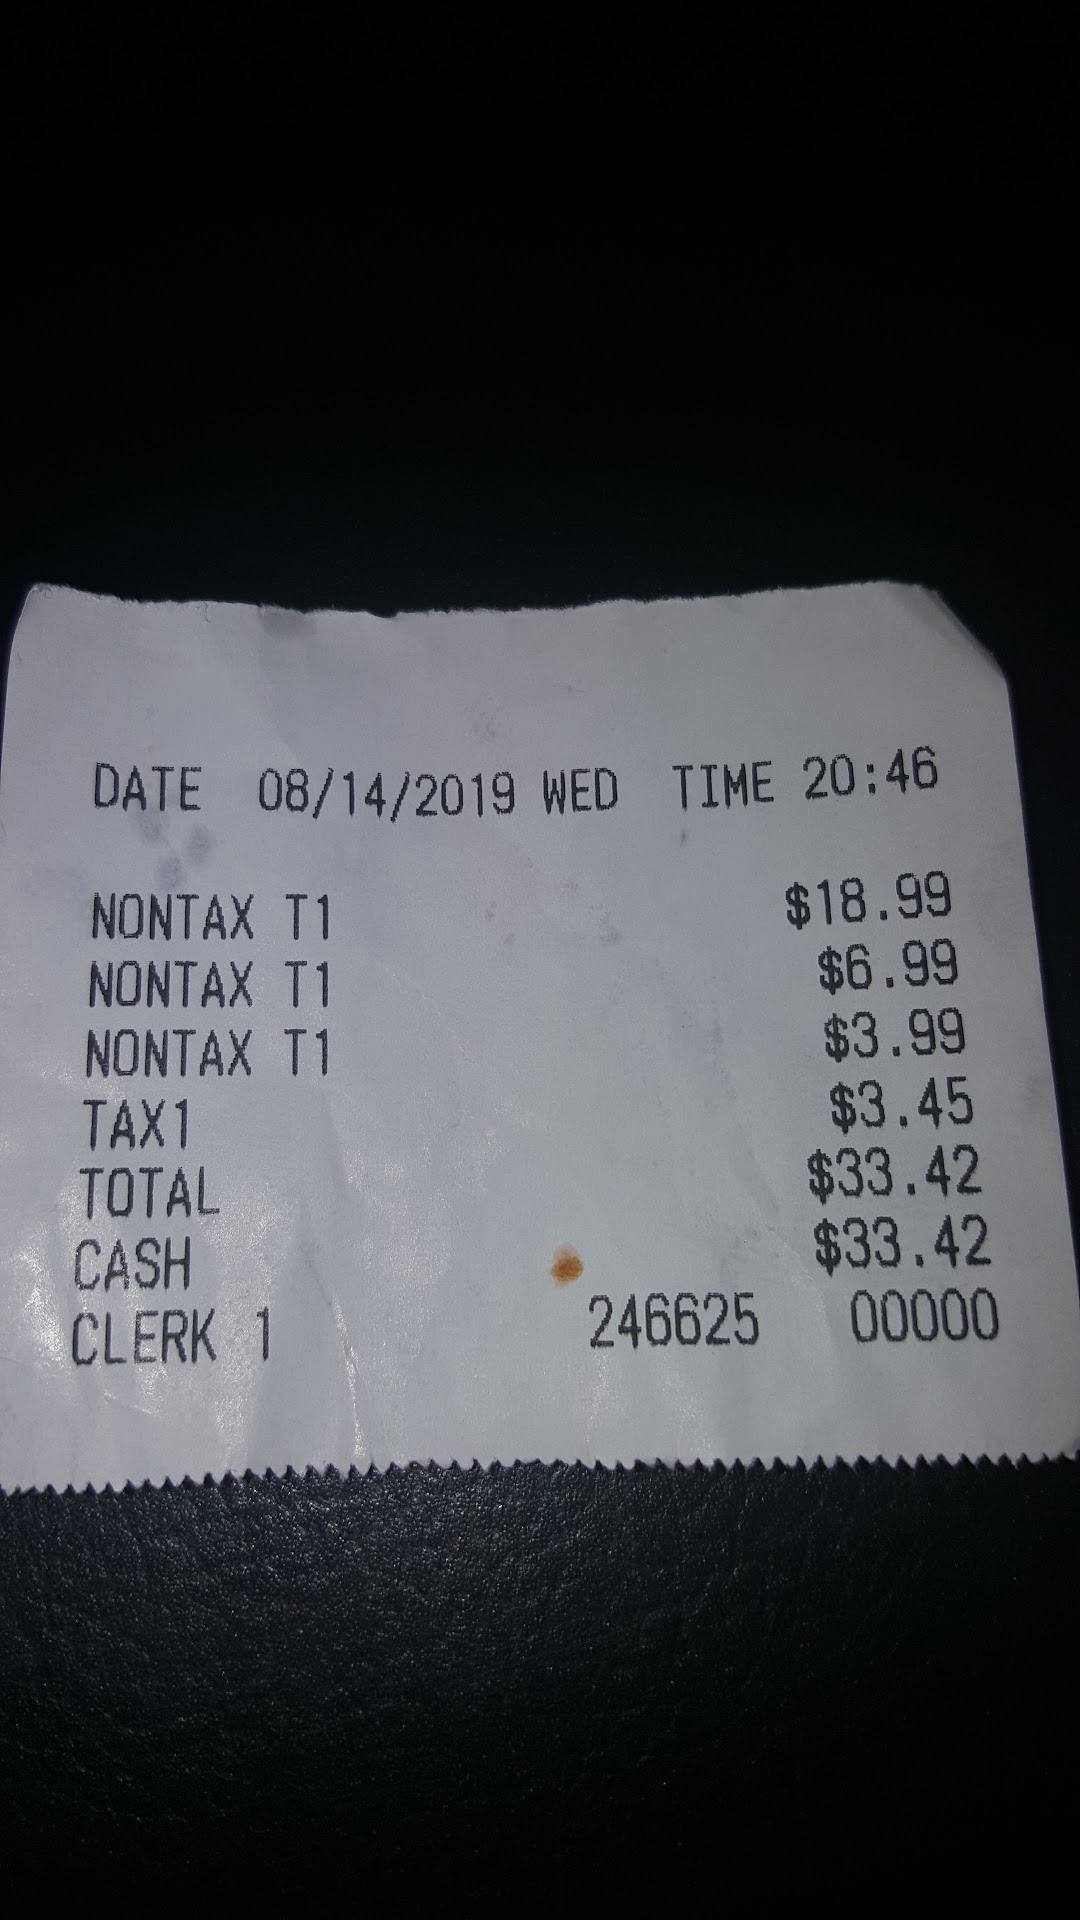 DATE 08/14/2019 WED TIME 20:46
NONTAX T1 $18.99
NONTAX T1 $6.99
NONTAX T1 $3.99
TAX1 $3.45
TOTAL $33.42
CASH $33.42
CLERK 1 246625 00000